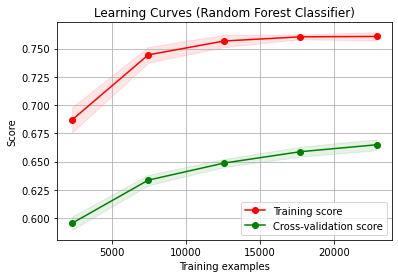 Learning Curves (Random Forest Classifier)
0.750
0.725
0.700
0.675
0.650
0.625
0.600
Score
Training score
Cross-validation score
5000 10000 15000 20000
Training examples